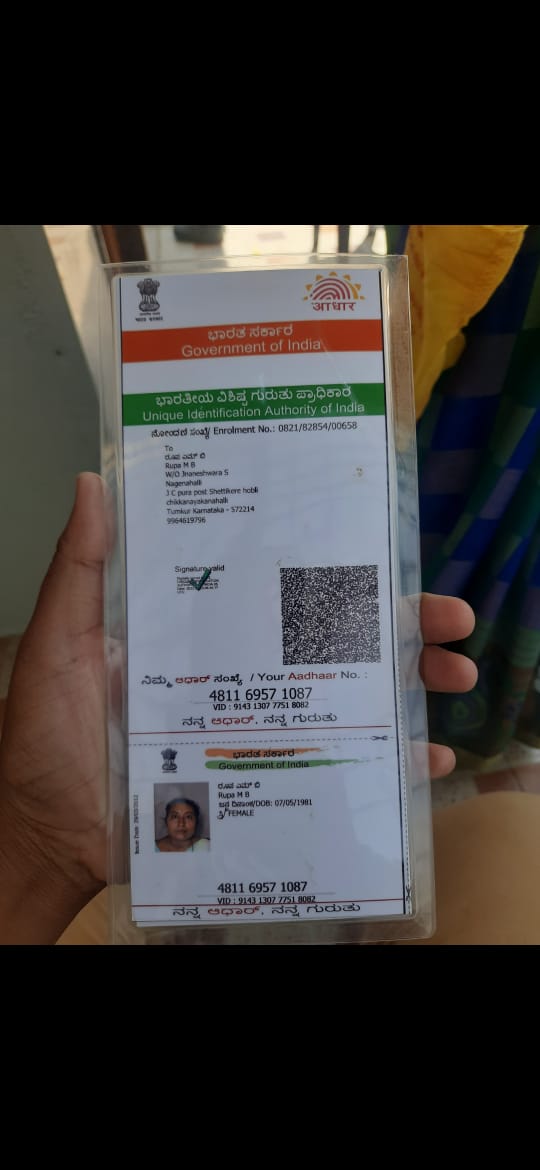 भारत सरकार
आधार
ಭಾರತ ಸರ್ಕಾರ
Government of India
ಭಾರತೀಯ ವಿಶಿಷ್ಟ ಗುರುತು ಪ್ರಾಧಿಕಾರ
Unique Identification Authority of India
ನೋಂದಣಿ ಸಂಖ್ಯೆ/ Enrolment No.: 0821/82854/00658
To
ರೂಪ ಎಮ್ ಬಿ
Rupa M B
W/O Jnaneshwara S
Nagenahalli
J C pura post Shettikere hobli
chikkanayakanahalli
Tumkur Karnataka - 572214
9964619796
Signature valid
ನಿಮ್ಮ ಆಧಾರ್ ಸಂಖ್ಯೆ / Your Aadhaar No. :
4811 6957 1087
VID : 9143 1307 7751 8082
ನನ್ನ ಆಧಾರ್, ನನ್ನ ಗುರುತು
ಭಾರತ ಸರ್ಕಾರ
Government of India
ರೂಪ ಎಮ್ ಬಿ
Rupa M B
ಜನ್ಮ ದಿನಾಂಕ/DOB: 07/05/1981
ಸ್ತ್ರೀ/ FEMALE
4811 6957 1087
VID : 9143 1307 7751 8082
ನನ್ನ ಆಧಾರ್, ನನ್ನ ಗುರುತು